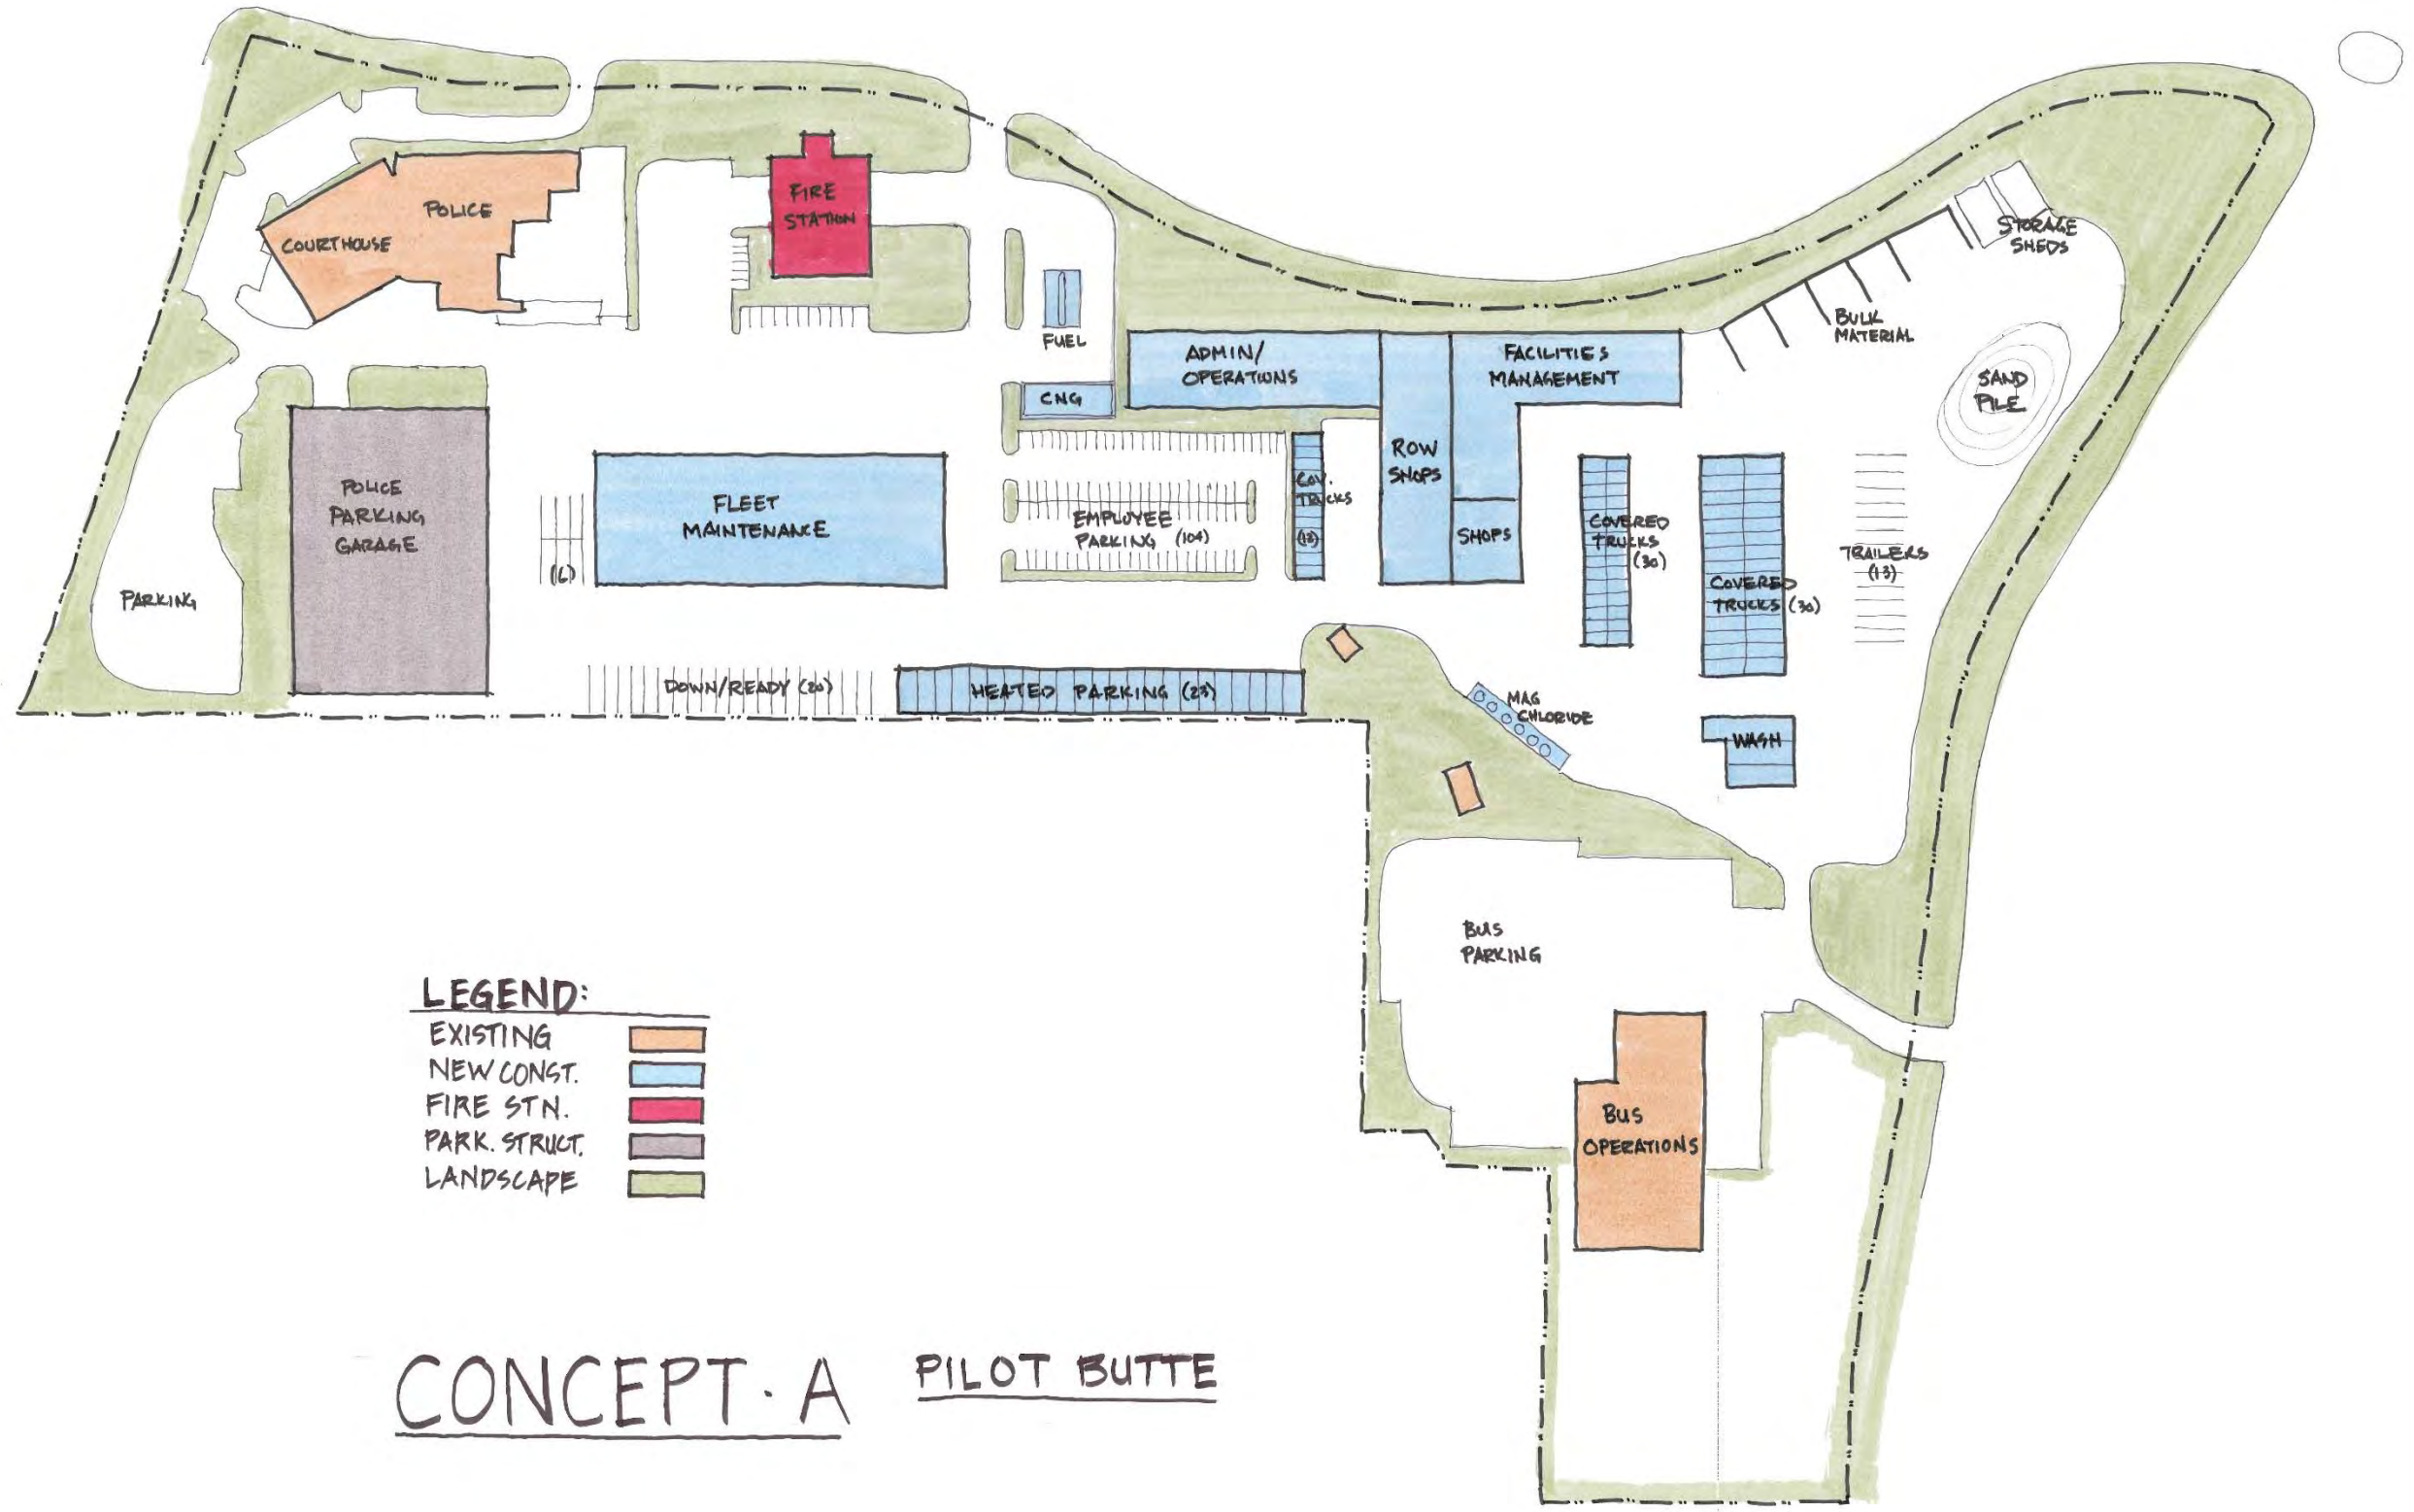 POLICE
COURTHOUSE
FIRE
STATION
FUEL
CNG
ADMIN/
OPERATIONS
FACILITIES
MANAGEMENT
ROW
SHOPS
SHOPS
STORAGE
SHEDS
BULK
MATERIAL
SAND
PILE
POLICE
PARKING
GARAGE
PARKING
FLEET
MAINTENANCE
EMPLOYEE
PARKING (104)
COV.
TRUCKS
COVERED
TRUCKS
(30)
COVERED
TRUCKS (30)
TRAILERS
(13)
DOWN/READY (20)
HEATED PARKING (23)
MAG
CHLORIDE
WASH
BUS
PARKING
BUS
OPERATIONS
LEGEND:
EXISTING
NEW CONST.
FIRE STN.
PARK. STRUCT.
LANDSCAPE
CONCEPT · A PILOT BUTTE